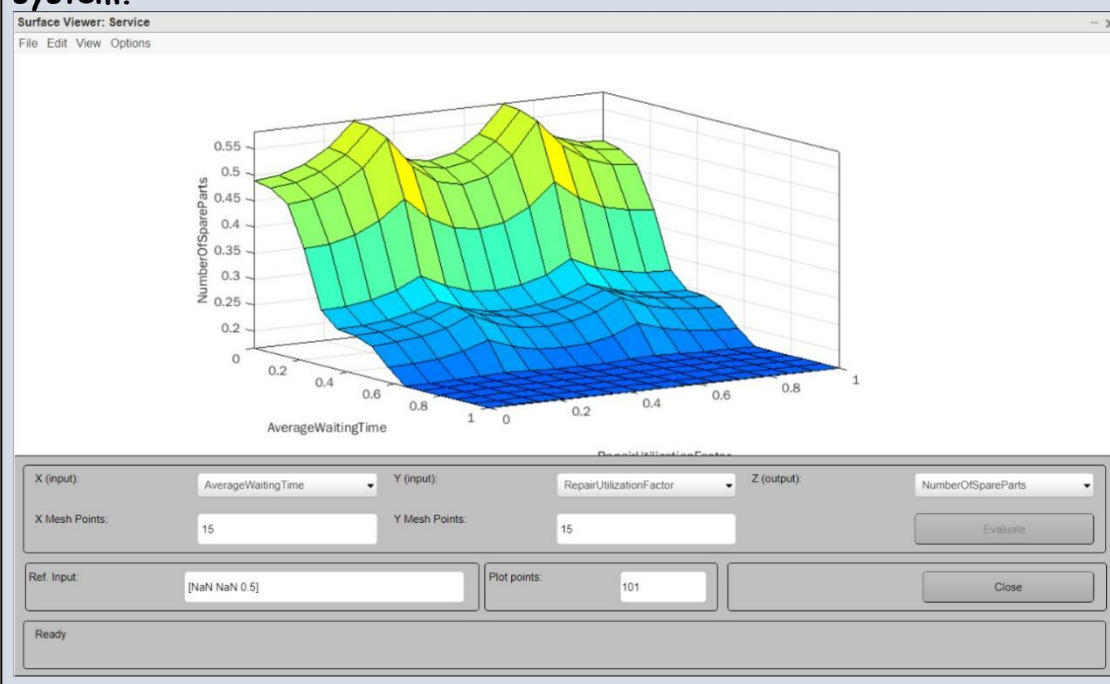 system?
Surface Viewer: Service
File Edit View Options
0.55
0.5
0.45
0.4
0.35
0.3
0.25
0.2
NumberOfSpareParts
0
0.2
0.4
0.6
0.8
1
AverageWaitingTime
0
0.2
0.4
0.6
0.8
1
RepairUtilizationFactor
X (input): AverageWaitingTime Y (input): RepairUtilizationFactor Z (output): NumberOfSpareParts
X Mesh Points: 15 Y Mesh Points: 15 Evaluate
Ref. Input: [NaN NaN 0.5] Plot points: 101 Close
Ready